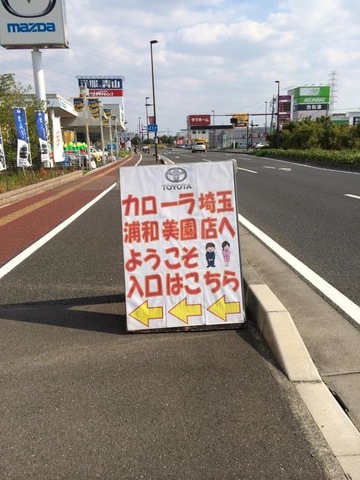 mazda
洋服の青山
TOYOTA
カローラ埼玉
浦和美園店へ
ようこそ
入口はこちら